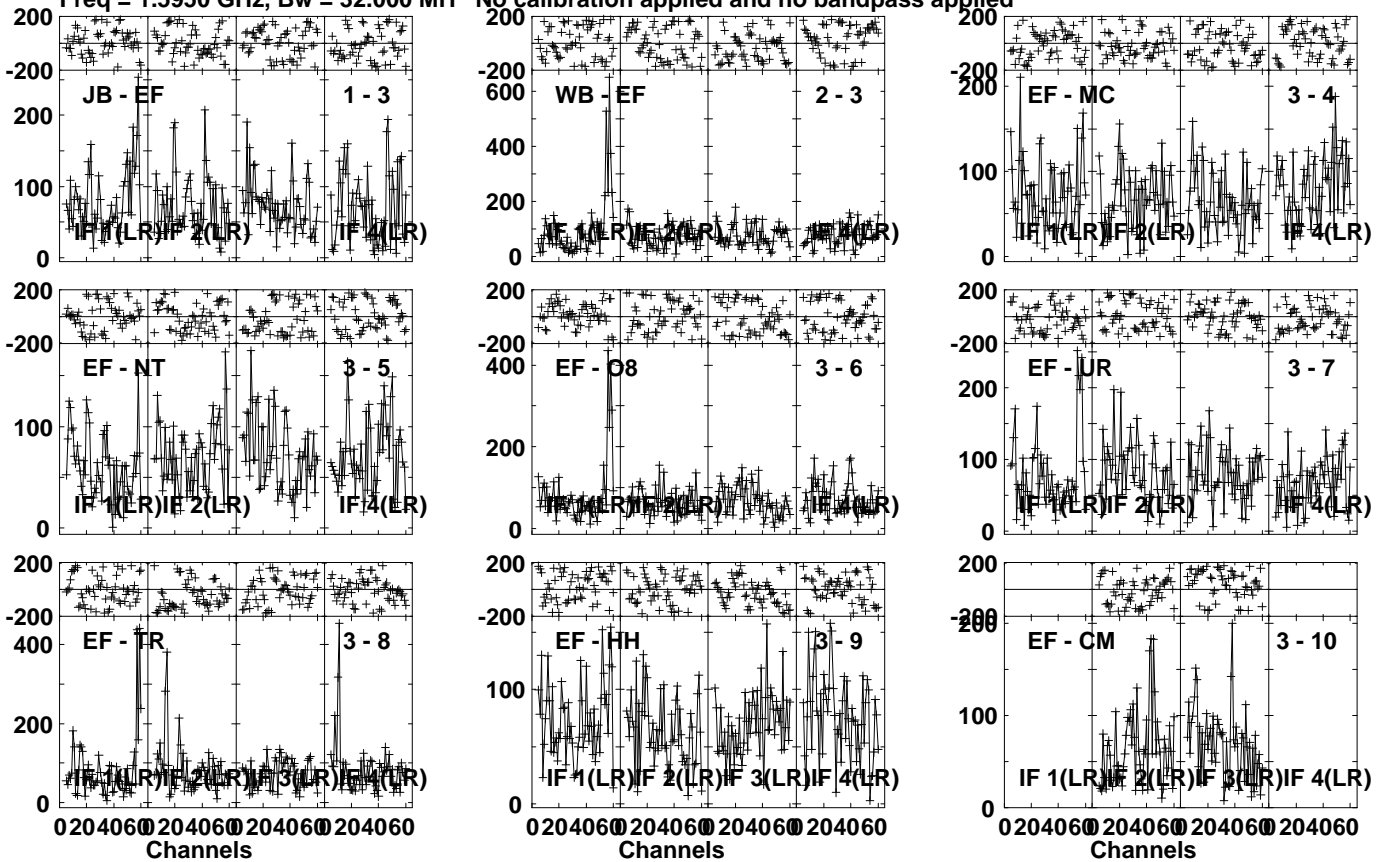 Freq = 1.5950 GHz, Bw = 32.000 MH No calibration applied and no bandpass applied
200
-200
JB - EF 1 - 3
200
100
0
IF 1(LR) IF 2(LR) IF 4(LR)
200
-200
WB - EF 2 - 3
600
400
200
0
IF 1(LR) IF 2(LR) IF 4(LR)
200
-200
EF - MC 3 - 4
200
100
0
IF 1(LR) IF 2(LR) IF 4(LR)
200
-200
EF - NT 3 - 5
100
0
IF 1(LR) IF 2(LR) IF 4(LR)
200
-200
EF - O8 3 - 6
400
200
0
IF 1(LR) IF 2(LR) IF 4(LR)
200
-200
EF - UR 3 - 7
200
100
0
IF 1(LR) IF 2(LR) IF 4(LR)
200
-200
EF - TR 3 - 8
400
200
0
IF 1(LR) IF 2(LR) IF 3(LR) IF 4(LR)
0 20 40 60 0 20 40 60 0 20 40 60 0 20 40 60
Channels
200
-200
EF - HH 3 - 9
100
0
IF 1(LR) IF 2(LR) IF 3(LR) IF 4(LR)
0 20 40 60 0 20 40 60 0 20 40 60 0 20 40 60
Channels
200
-200
200
EF - CM 3 - 10
100
0
IF 1(LR) IF 2(LR) IF 3(LR) IF 4(LR)
0 20 40 60 0 20 40 60 0 20 40 60 0 20 40 60
Channels